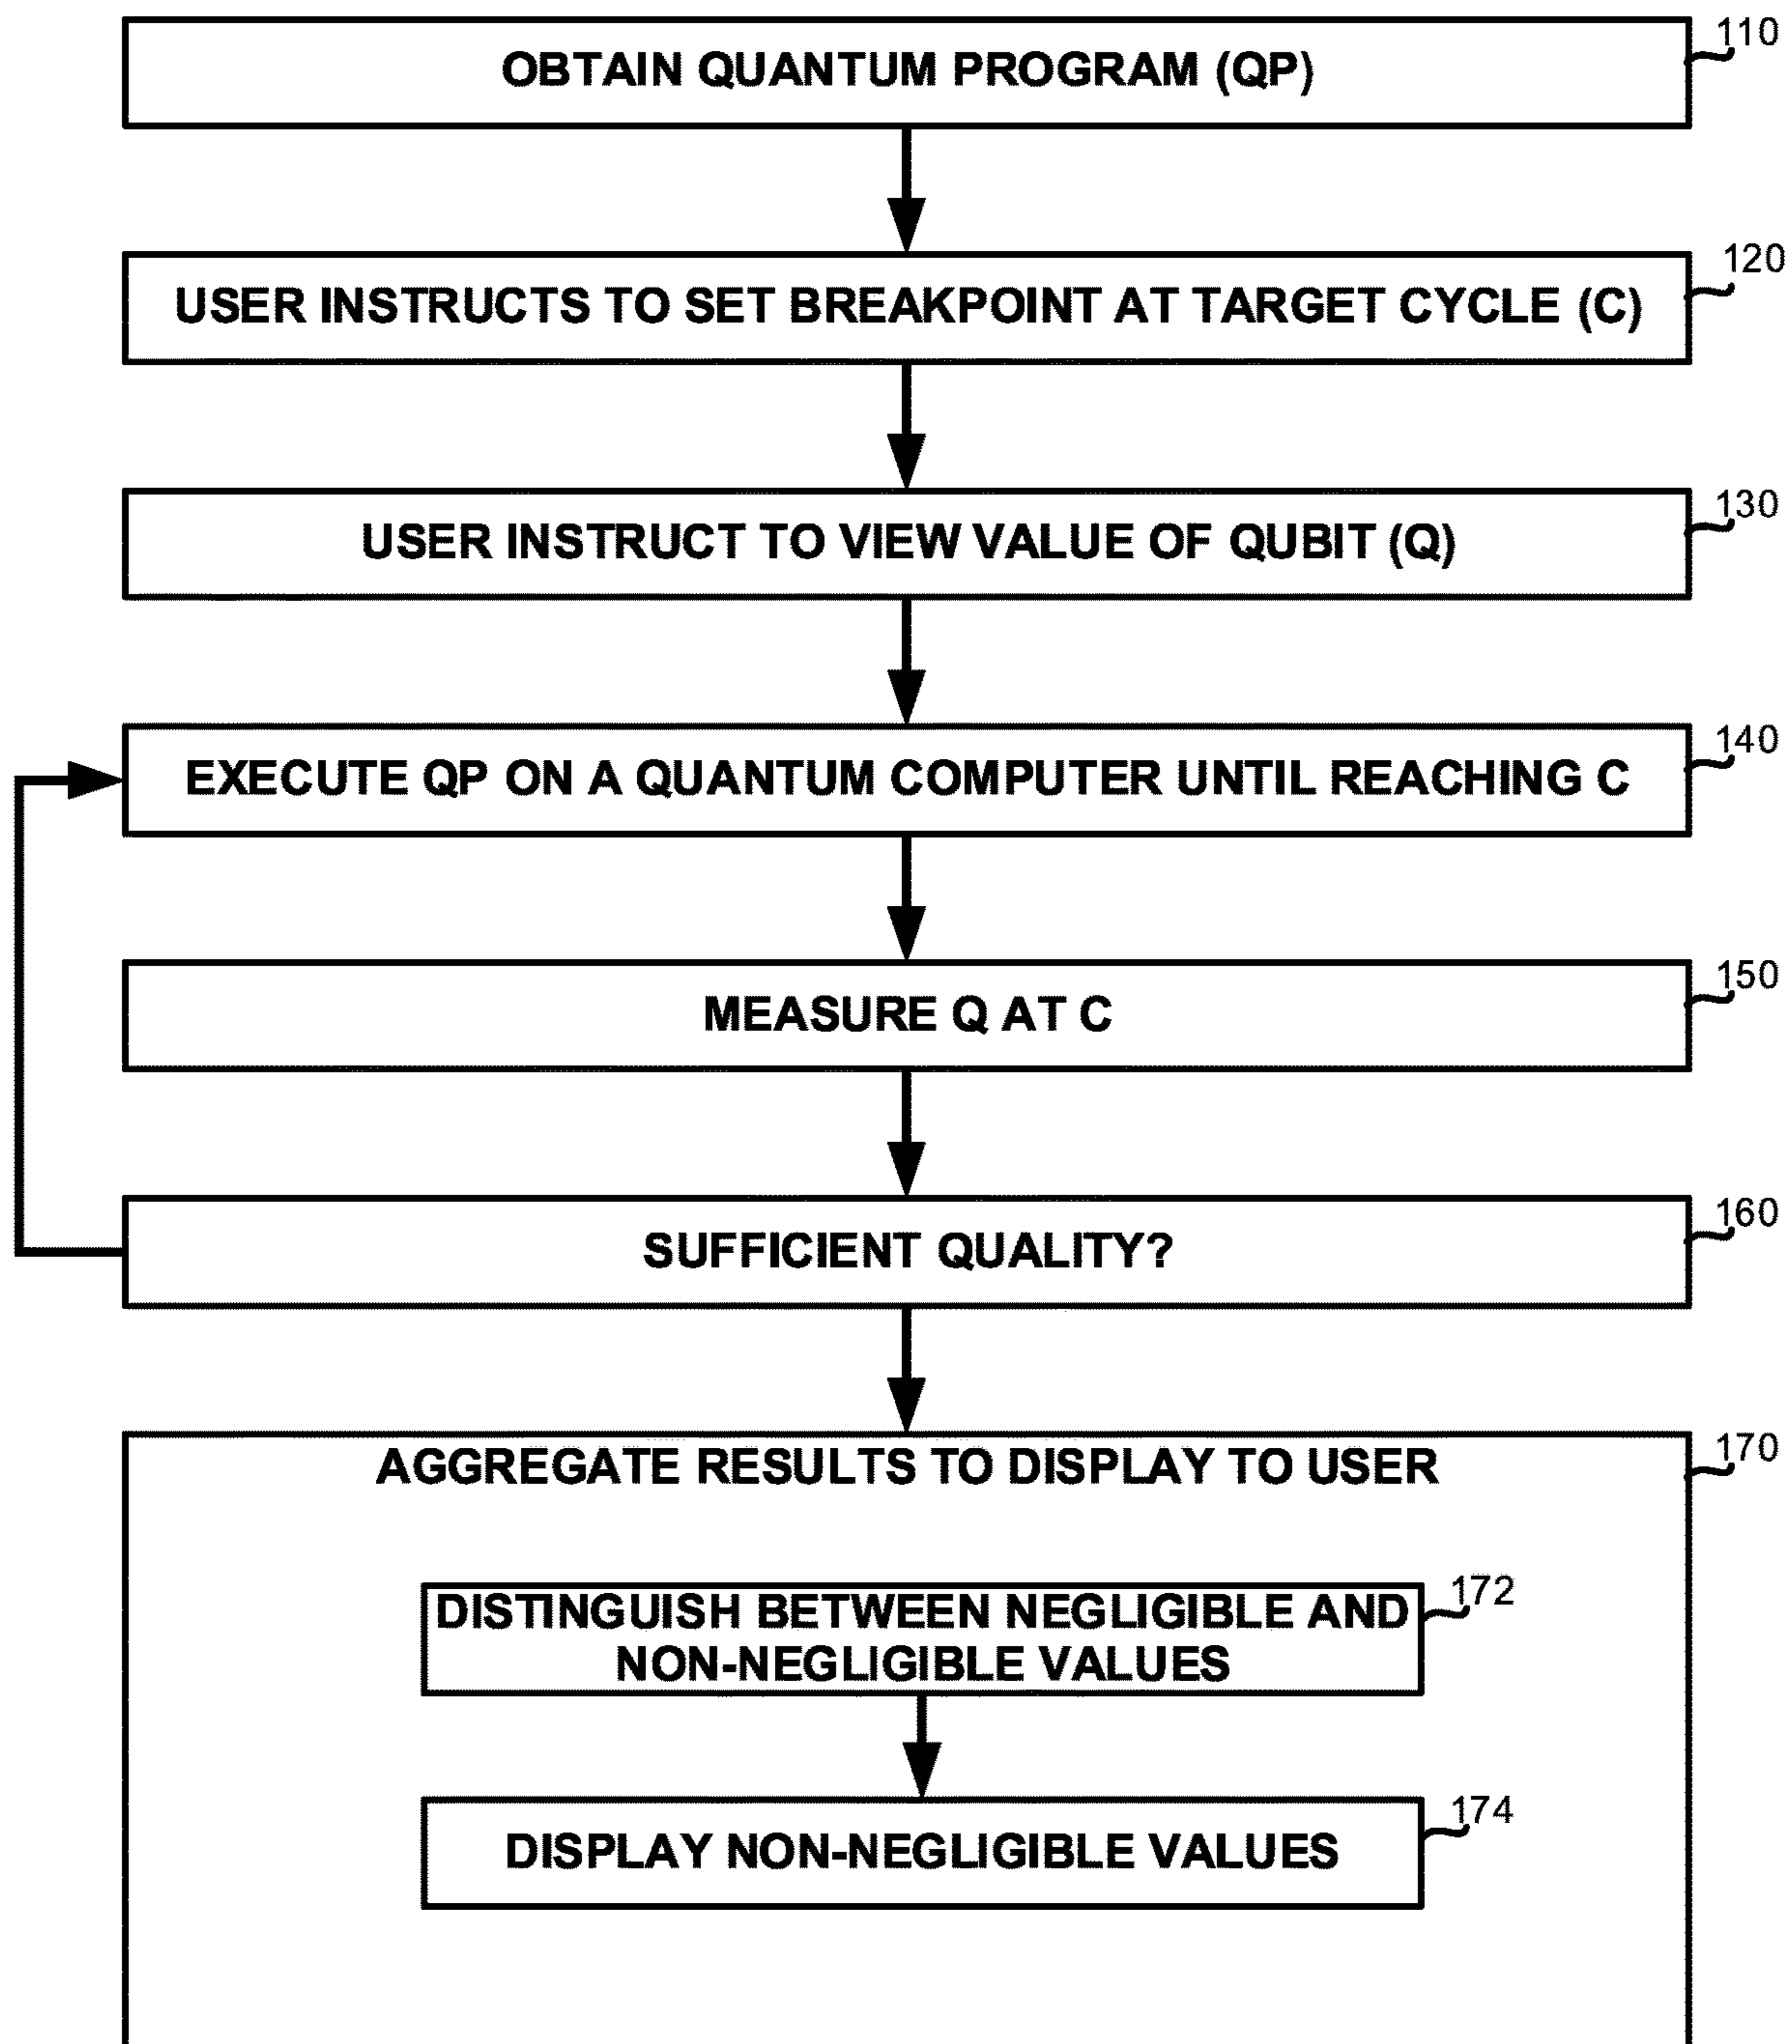 110
OBTAIN QUANTUM PROGRAM (QP)
120
USER INSTRUCTS TO SET BREAKPOINT AT TARGET CYCLE (C)
130
USER INSTRUCT TO VIEW VALUE OF QUBIT (Q)
140
EXECUTE QP ON A QUANTUM COMPUTER UNTIL REACHING C
150
MEASURE Q AT C
160
SUFFICIENT QUALITY?
170
AGGREGATE RESULTS TO DISPLAY TO USER
172
DISTINGUISH BETWEEN NEGLIGIBLE AND
NON-NEGLIGIBLE VALUES
174
DISPLAY NON-NEGLIGIBLE VALUES